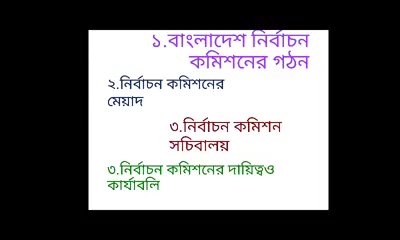 ১.বাংলাদেশ নির্বাচন
কমিশনের গঠন
২.নির্বাচন কমিশনের
মেয়াদ
৩.নির্বাচন কমিশন
সচিবালয়
৩.নির্বাচন কমিশনের দায়িত্বও
কার্যাবলি